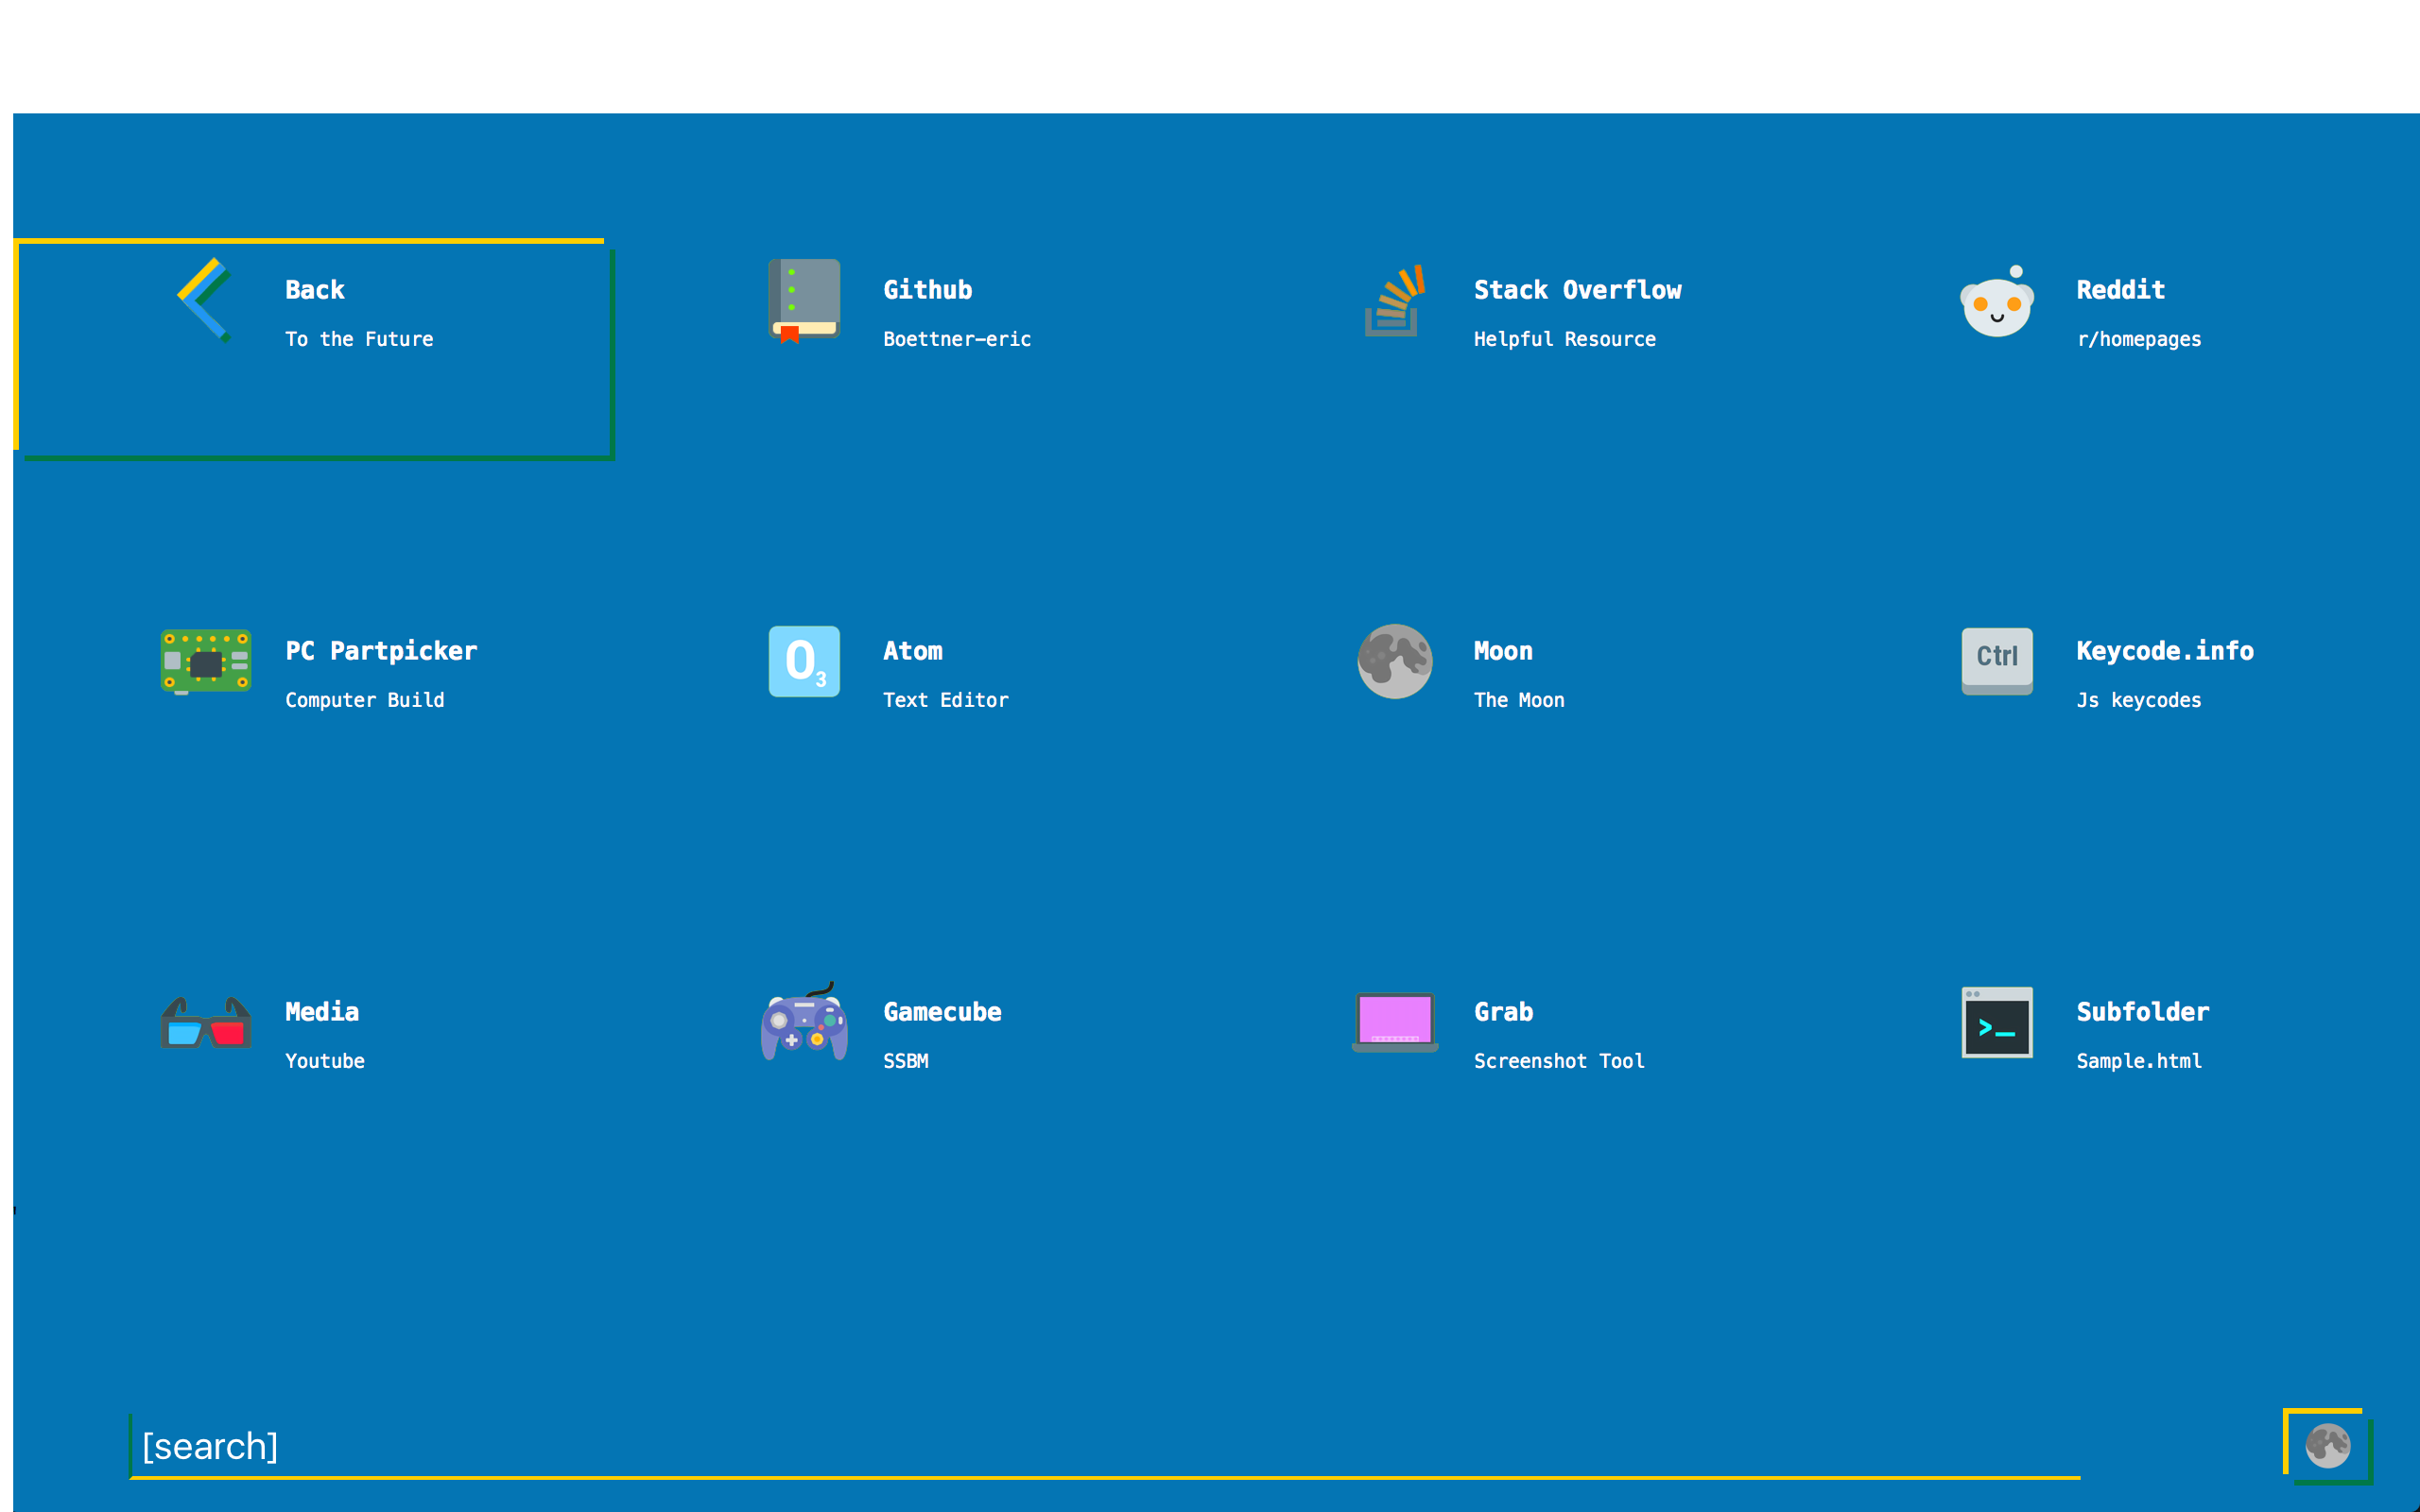 Back
To the Future
Github
Boettner-eric
Stack Overflow
Helpful Resource
Reddit
r/homepages
PC Partpicker
Computer Build
O3
Atom
Text Editor
Moon
The Moon
Ctrl
Keycode.info
Js keycodes
Media
Youtube
Gamecube
SSBM
Grab
Screenshot Tool
>_
Subfolder
Sample.html
[search]